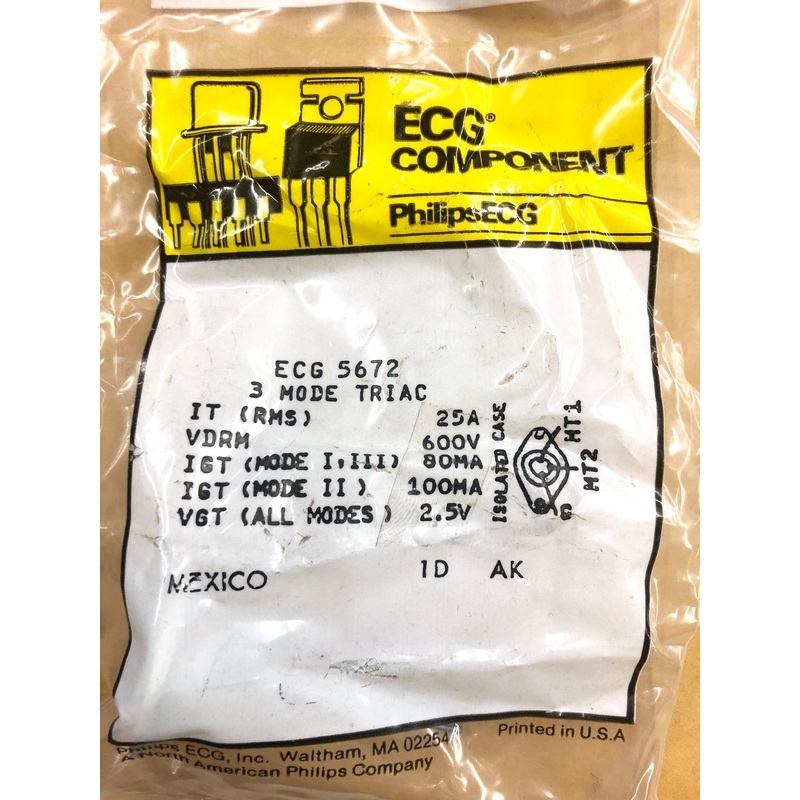 ECG®
COMPONENT
PhilipsECG
ECG 5672
3 MODE TRIAC
IT (RMS) 25A
VDRM 600V
IGT (MODE I,III) 80MA
IGT (MODE II) 100MA
VGT (ALL MODES) 2.5V
ISOLATED CASE
MT1
MT2
G
MEXICO 1D AK
Philips ECG, Inc. Waltham, MA 02254
A North American Philips Company
Printed in U.S.A